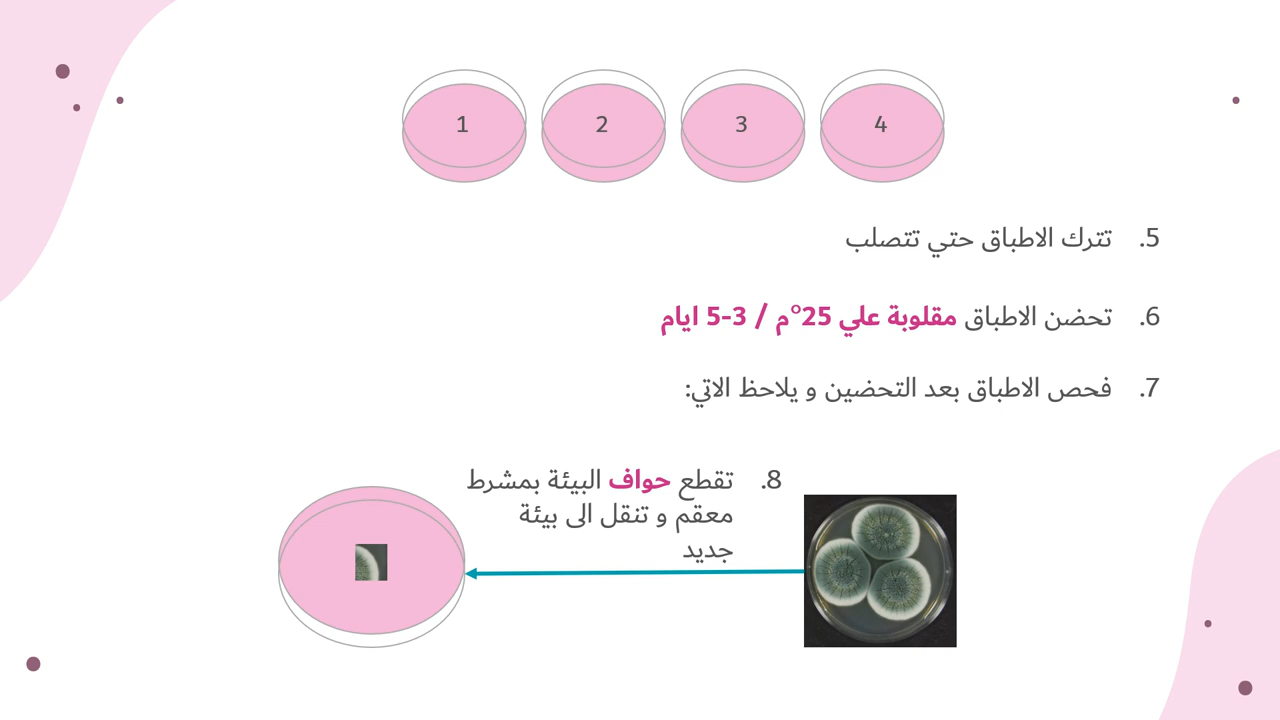 1 2 3 4
5. تترك الاطباق حتي تتصلب
6. تحضن الاطباق مقلوبة علي 25°م / 3-5 ايام
7. فحص الاطباق بعد التحضين و يلاحظ الاتي:
8. تقطع حواف البيئة بمشرط
معقم و تنقل الى بيئة
جديد